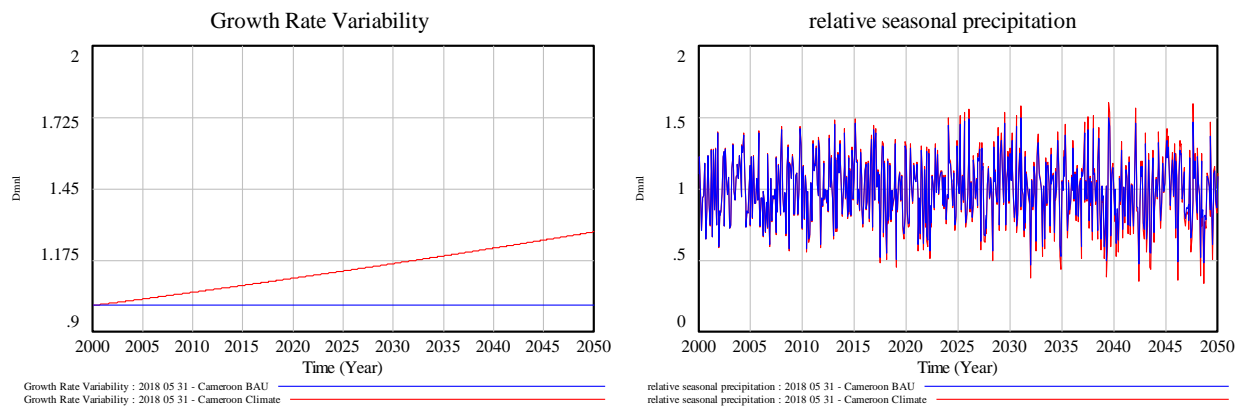 Growth Rate Variability
2
1.725
1.45
1.175
.9
Dmnl
2000 2005 2010 2015 2020 2025 2030 2035 2040 2045 2050
Time (Year)
Growth Rate Variability : 2018 05 31 - Cameroon BAU
Growth Rate Variability : 2018 05 31 - Cameroon Climate
relative seasonal precipitation
2
1.5
1
.5
0
Dmnl
2000 2005 2010 2015 2020 2025 2030 2035 2040 2045 2050
Time (Year)
relative seasonal precipitation : 2018 05 31 - Cameroon BAU
relative seasonal precipitation : 2018 05 31 - Cameroon Climate